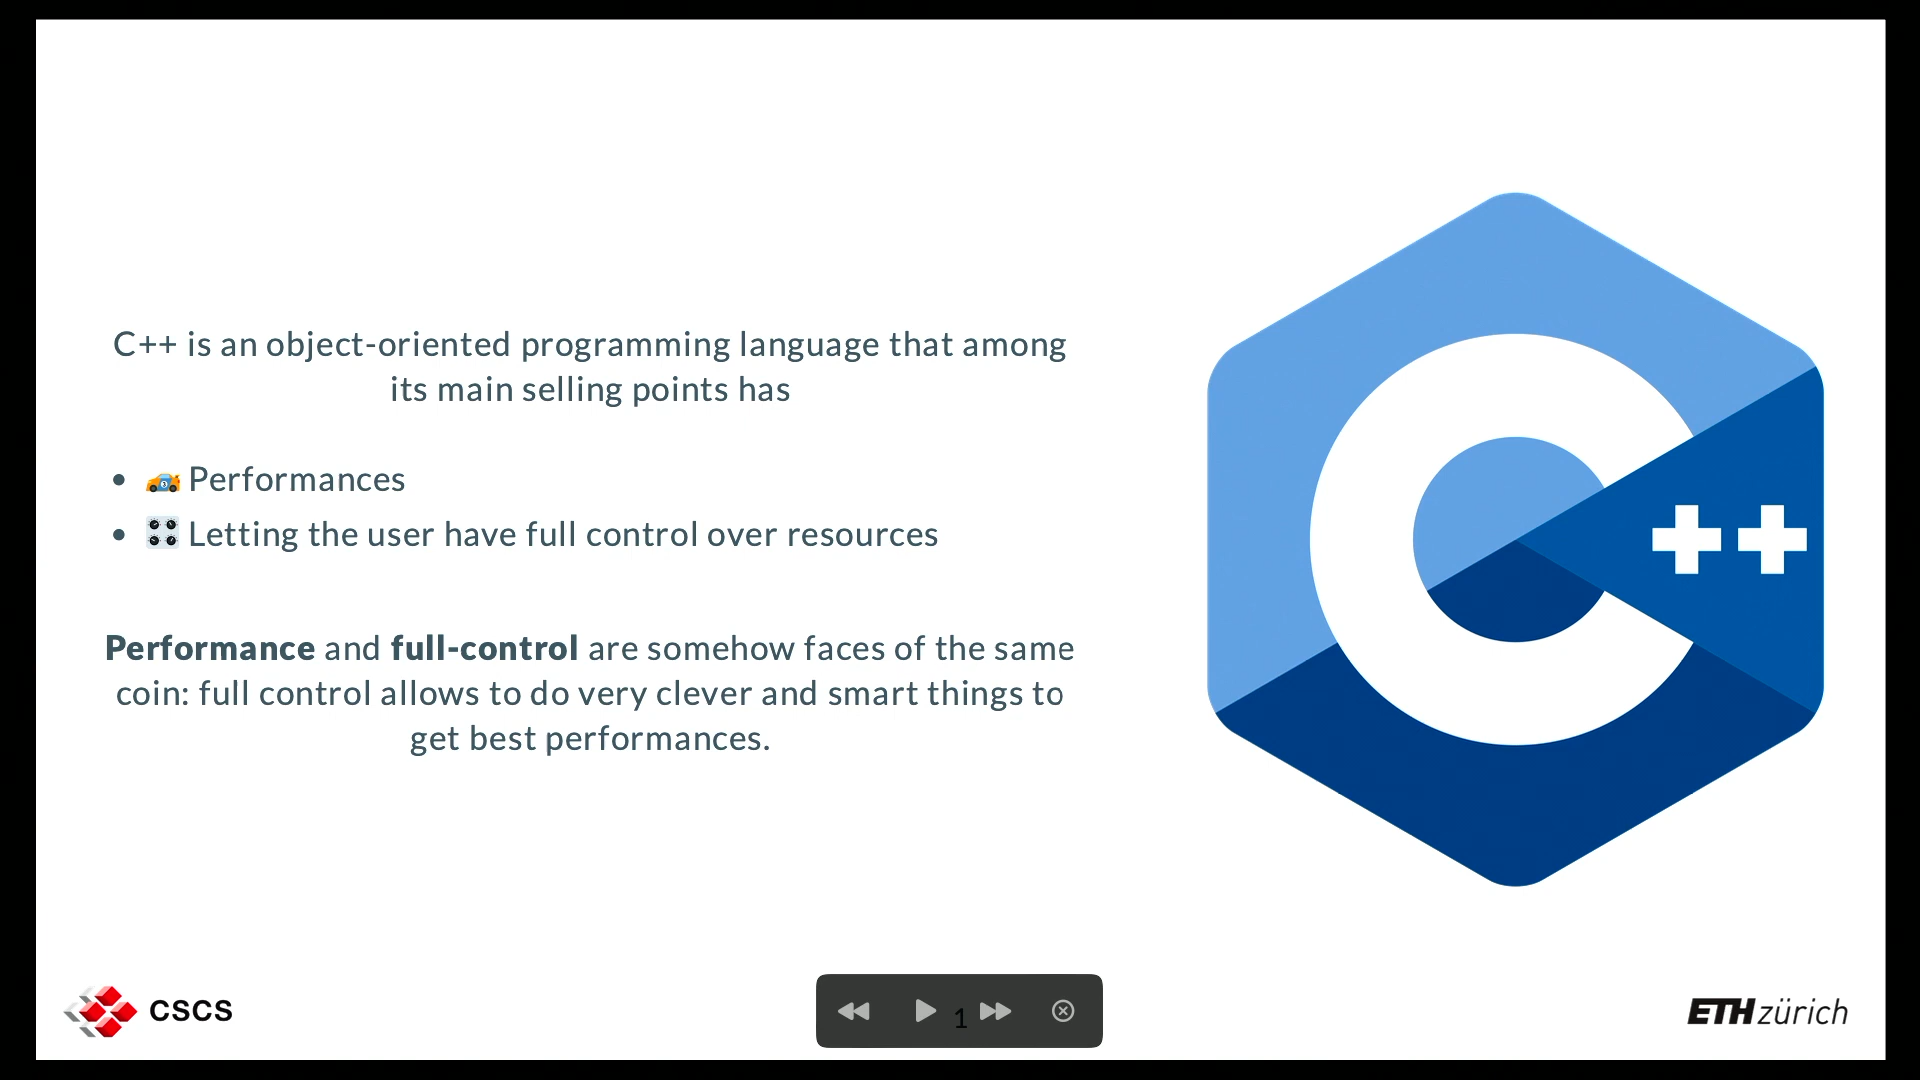 C++ is an object-oriented programming language that among
its main selling points has
• Performances
• Letting the user have full control over resources
Performance and full-control are somehow faces of the same
coin: full control allows to do very clever and smart things to
get best performances.
C++
CSCS
1
ETH zürich